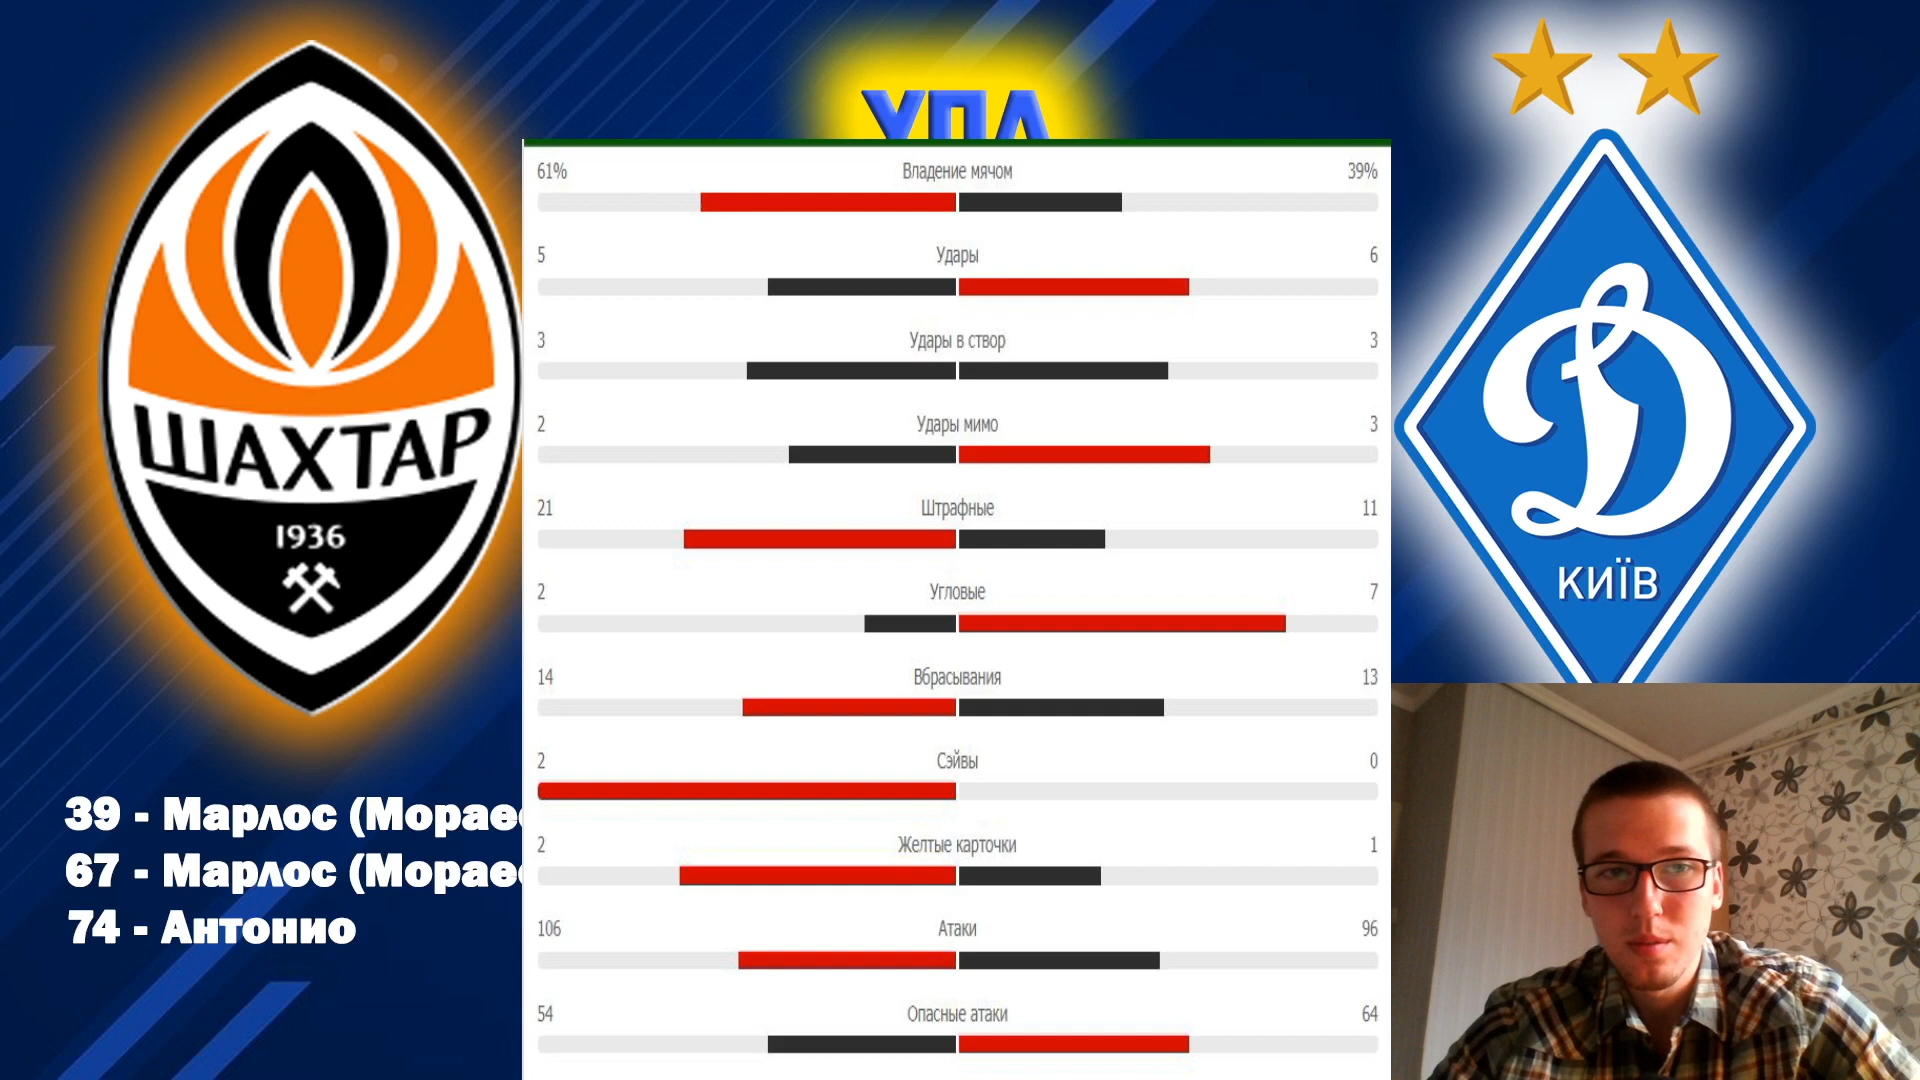 УПЛ
61% Владение мячом 39%
5 Удары 6
3 Удары в створ 3
2 Удары мимо 3
21 Штрафные 11
2 Угловые 7
14 Вбрасывания 13
2 Сэйвы 0
2 Желтые карточки 1
106 Атаки 96
54 Опасные атаки 64
ШАХТАР
1936
КИЇВ
39 - Марлос (Морае
67 - Марлос (Морае
74 - Антонио